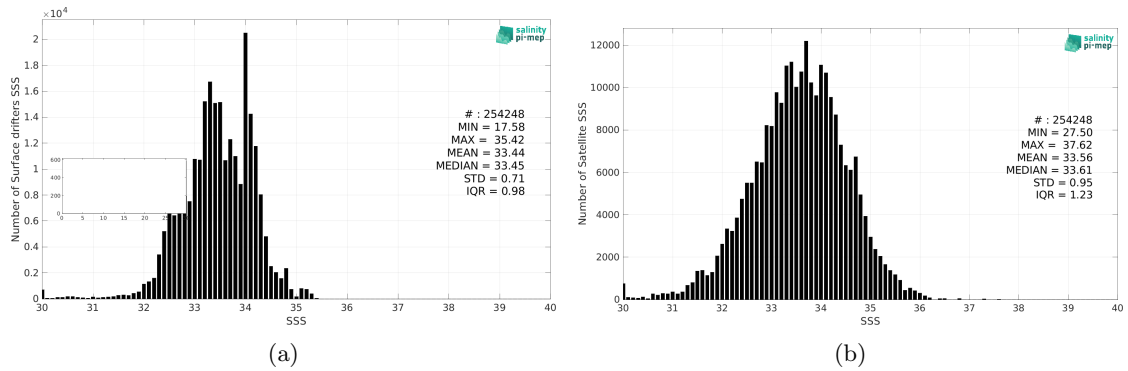 ×10⁴
2
1.8
1.6
1.4
1.2
1
0.8
0.6
0.4
0.2
0
Number of Surface drifters SSS
30 31 32 33 34 35 36 37 38 39 40
SSS
600
400
200
0
0 5 10 15 20 25
salinity
pi-mep
# : 254248
MIN = 17.58
MAX = 35.42
MEAN = 33.44
MEDIAN = 33.45
STD = 0.71
IQR = 0.98
(a)
12000
10000
8000
6000
4000
2000
0
Number of Satellite SSS
30 31 32 33 34 35 36 37 38 39 40
SSS
salinity
pi-mep
# : 254248
MIN = 27.50
MAX = 37.62
MEAN = 33.56
MEDIAN = 33.61
STD = 0.95
IQR = 1.23
(b)